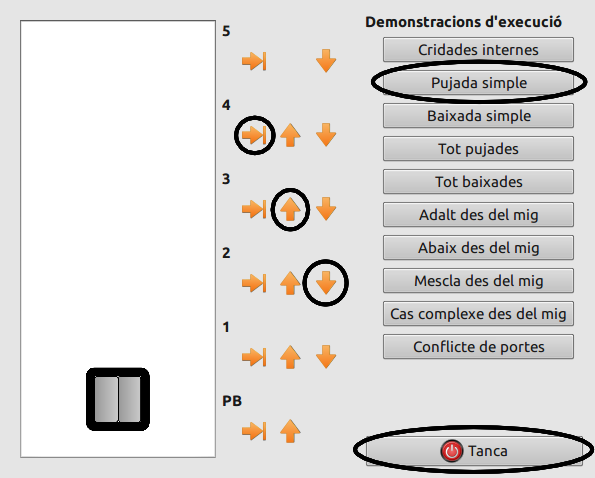 5
4
3
2
1
PB
Demonstracions d'execució
Cridades internes
Pujada simple
Baixada simple
Tot pujades
Tot baixades
Adalt des del mig
Abaix des del mig
Mescla des del mig
Cas complexe des del mig
Conflicte de portes
Tanca